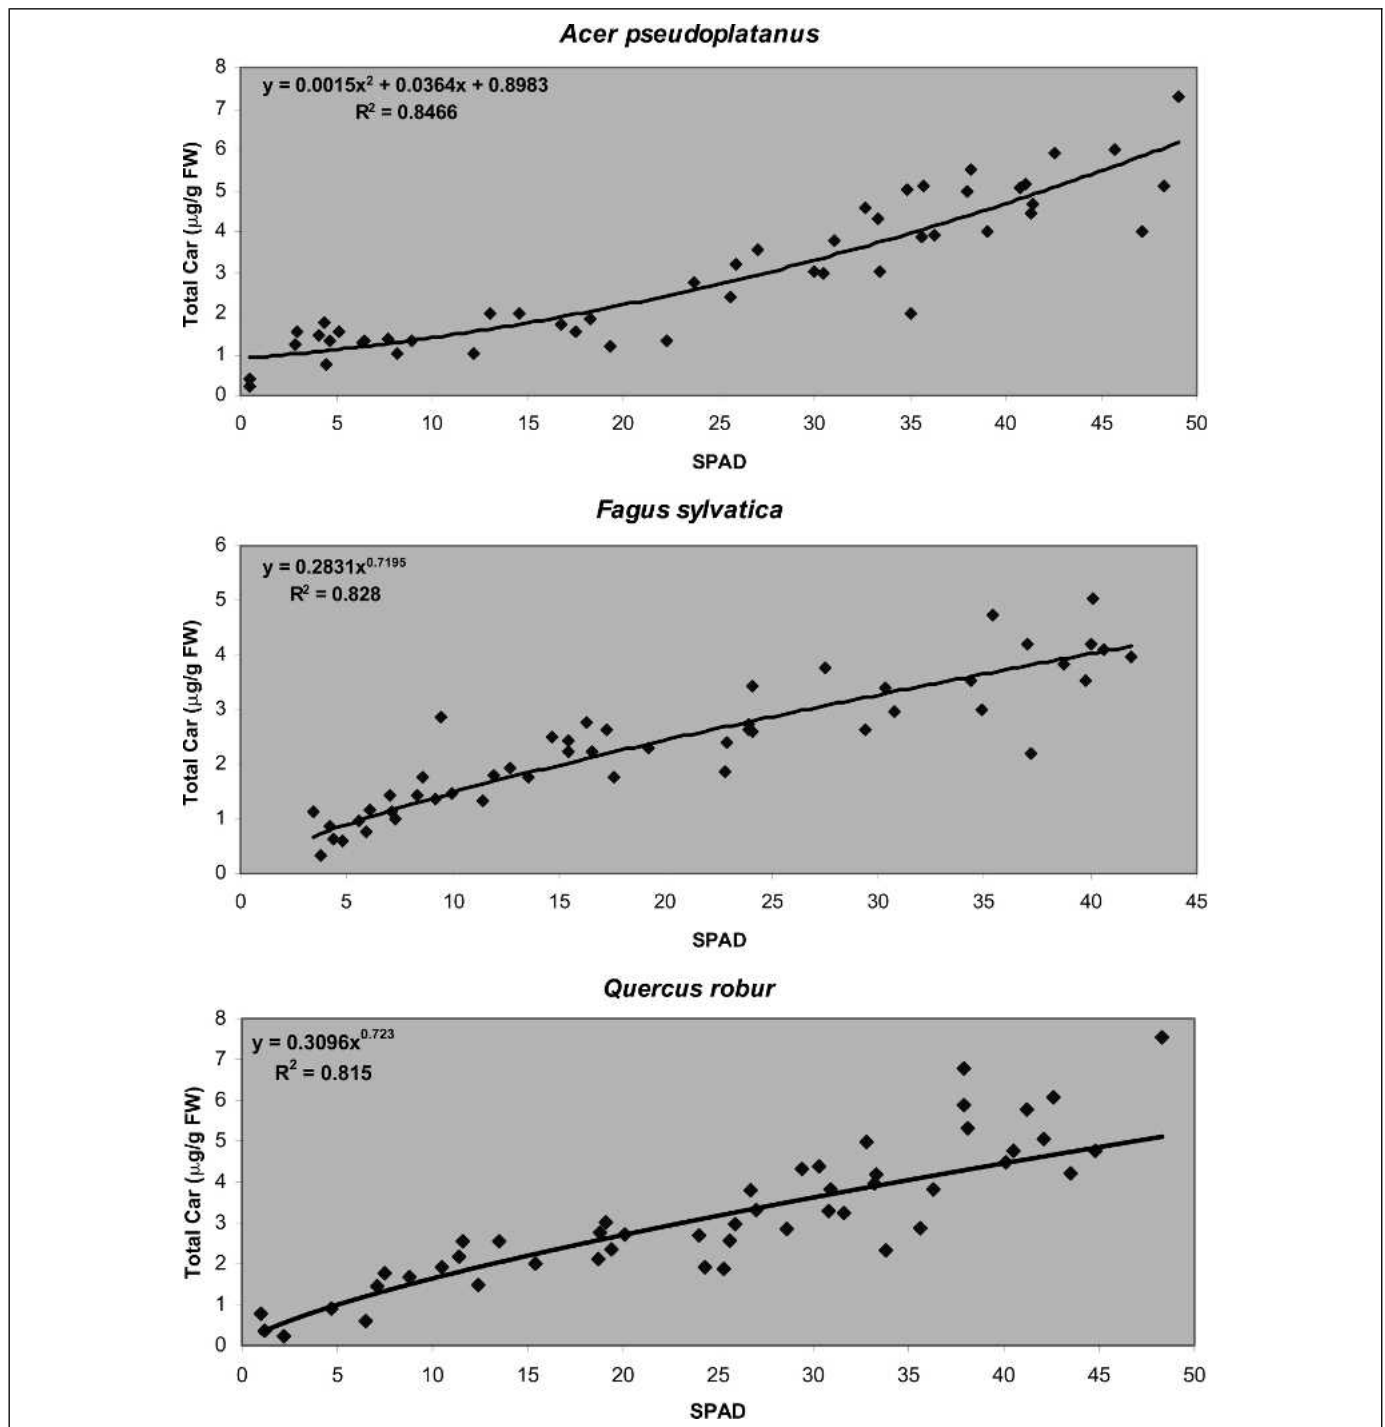 Acer pseudoplatanus
y = 0.0015x² + 0.0364x + 0.8983
R² = 0.8466
Total Car (µg/g FW)
8
7
6
5
4
3
2
1
0
0 5 10 15 20 25 30 35 40 45 50
SPAD
Fagus sylvatica
y = 0.2831x^0.7195
R² = 0.828
Total Car (µg/g FW)
6
5
4
3
2
1
0
0 5 10 15 20 25 30 35 40 45
SPAD
Quercus robur
y = 0.3096x^0.723
R² = 0.815
Total Car (µg/g FW)
8
7
6
5
4
3
2
1
0
0 5 10 15 20 25 30 35 40 45 50
SPAD